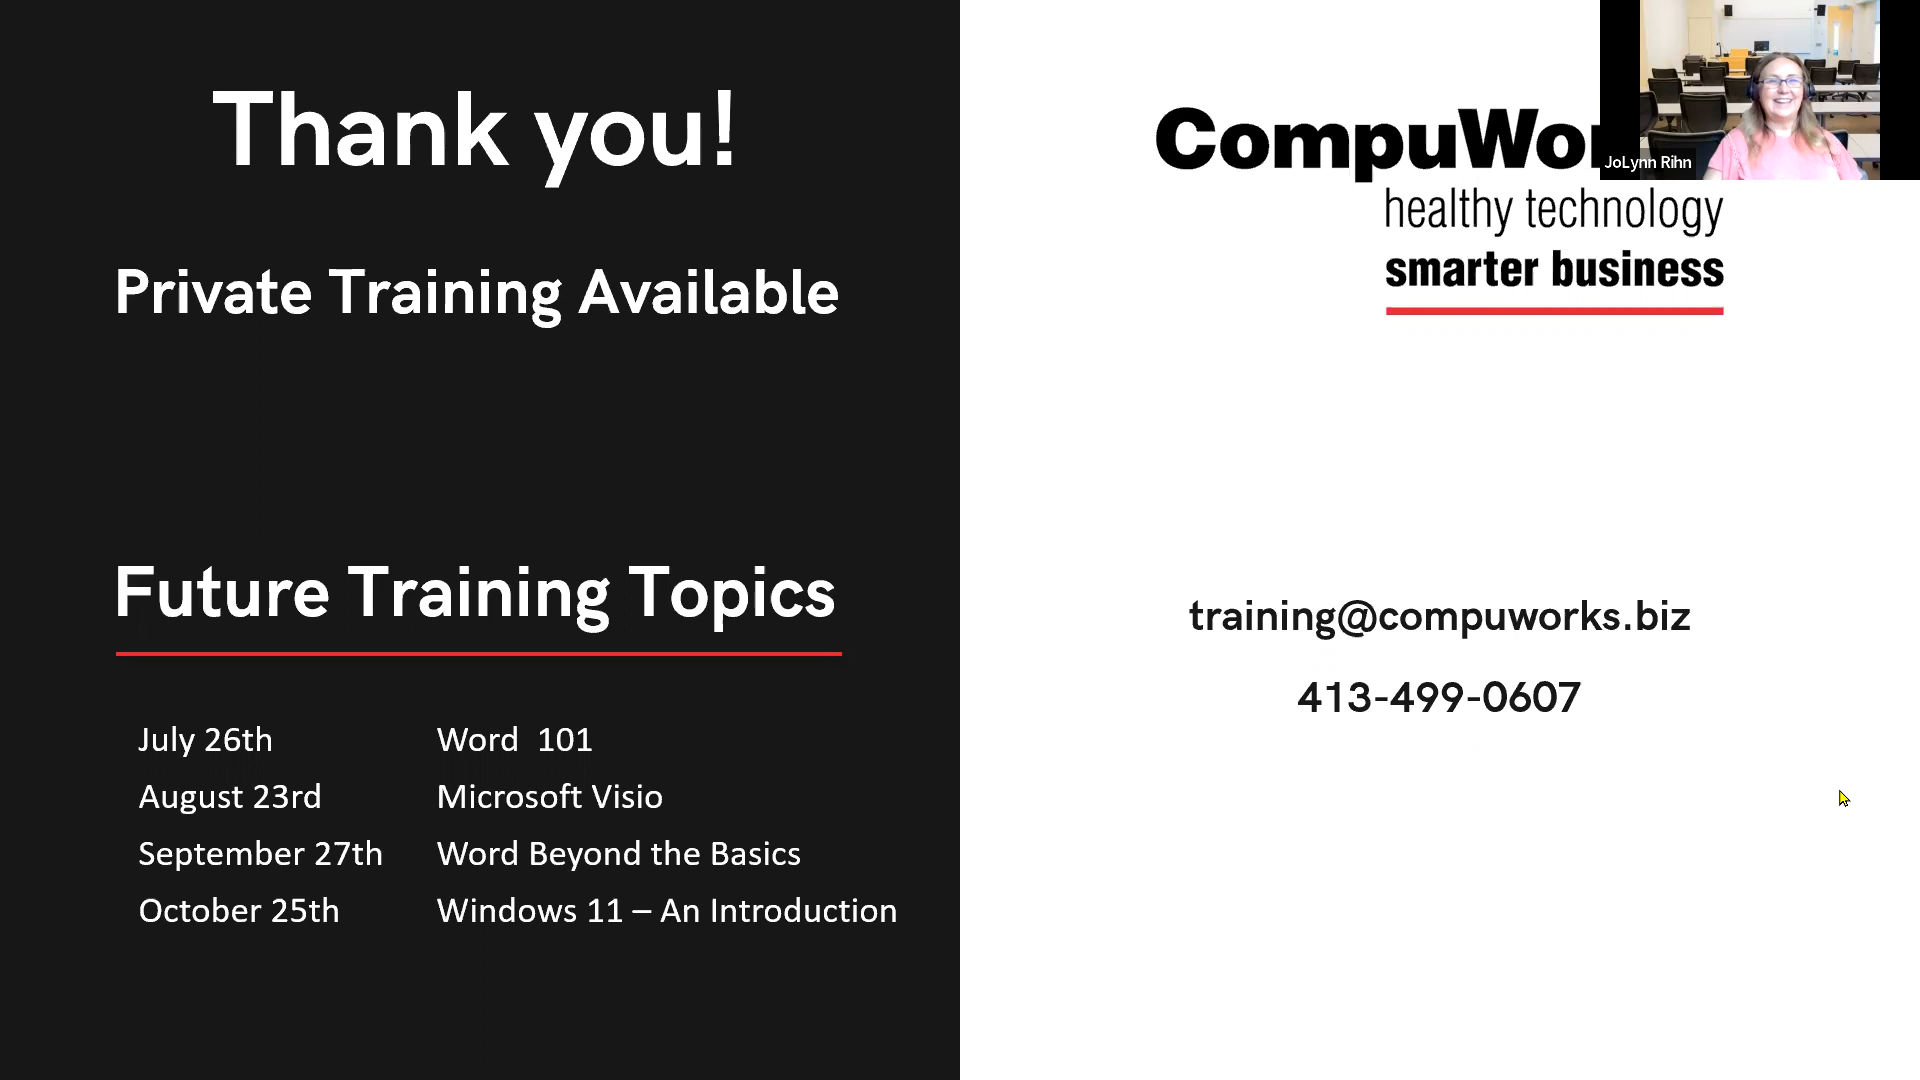 Thank you!
Private Training Available
Future Training Topics
July 26th Word 101
August 23rd Microsoft Visio
September 27th Word Beyond the Basics
October 25th Windows 11 – An Introduction
CompuWor
JoLynn Rihn
healthy technology
smarter business
training@compuworks.biz
413-499-0607